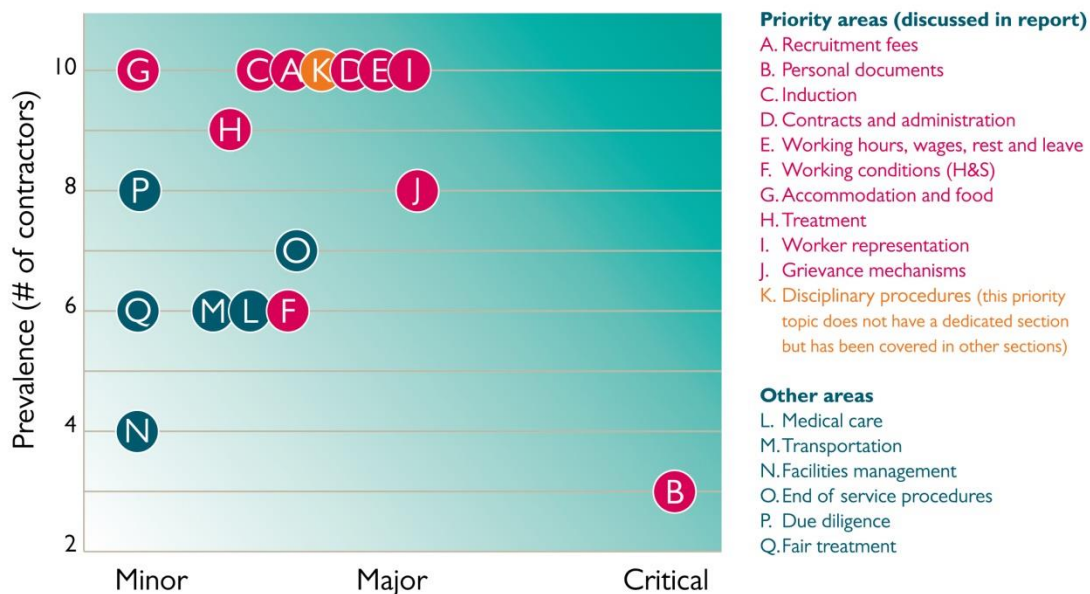 Prevalence (# of contractors)
10
8
6
4
2
G
C
A
K
D
E
I
H
P
J
O
Q
M
L
F
N
B
Minor
Major
Critical
Priority areas (discussed in report)
A. Recruitment fees
B. Personal documents
C. Induction
D. Contracts and administration
E. Working hours, wages, rest and leave
F. Working conditions (H&S)
G. Accommodation and food
H. Treatment
I. Worker representation
J. Grievance mechanisms
K. Disciplinary procedures (this priority
topic does not have a dedicated section
but has been covered in other sections)
Other areas
L. Medical care
M. Transportation
N. Facilities management
O. End of service procedures
P. Due diligence
Q. Fair treatment